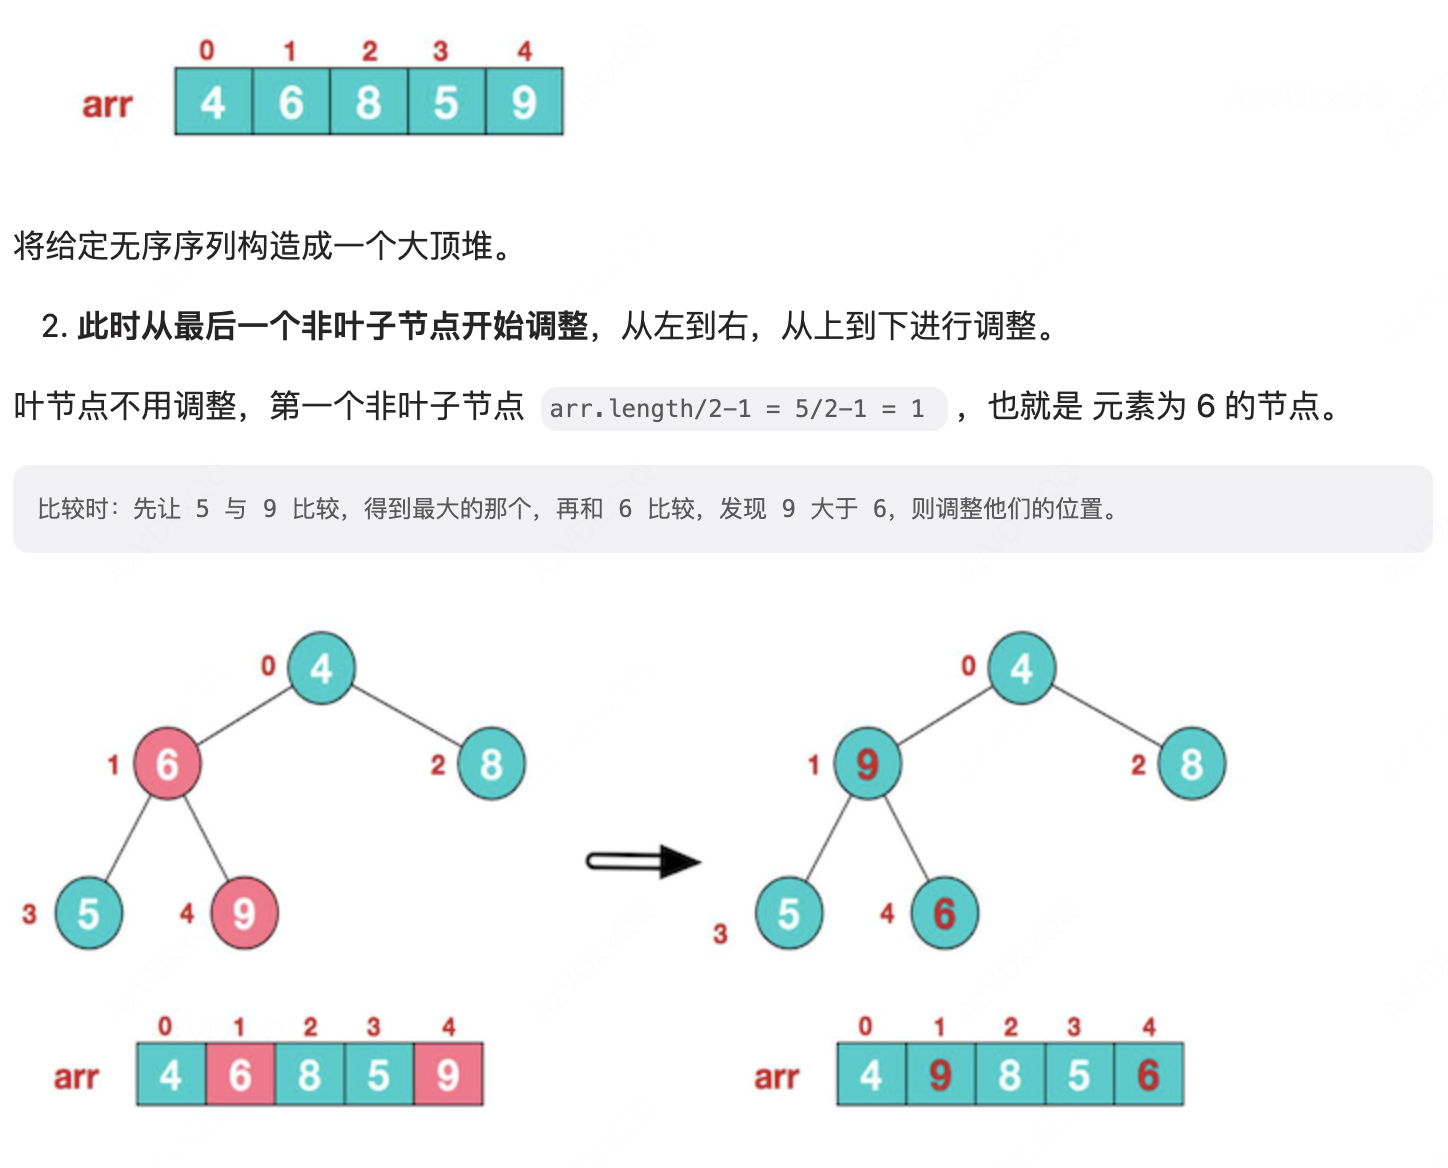 0 1 2 3 4
arr 4 6 8 5 9
将给定无序序列构造成一个大顶堆。
2. 此时从最后一个非叶子节点开始调整，从左到右，从上到下进行调整。
叶节点不用调整，第一个非叶子节点 arr.length/2-1 = 5/2-1 = 1 ，也就是 元素为 6 的节点。
比较时：先让 5 与 9 比较，得到最大的那个，再和 6 比较，发现 9 大于 6，则调整他们的位置。
0 4
1 6 2 8
3 5 4 9
0 1 2 3 4
arr 4 6 8 5 9
0 4
1 9 2 8
3 5 4 6
0 1 2 3 4
arr 4 9 8 5 6